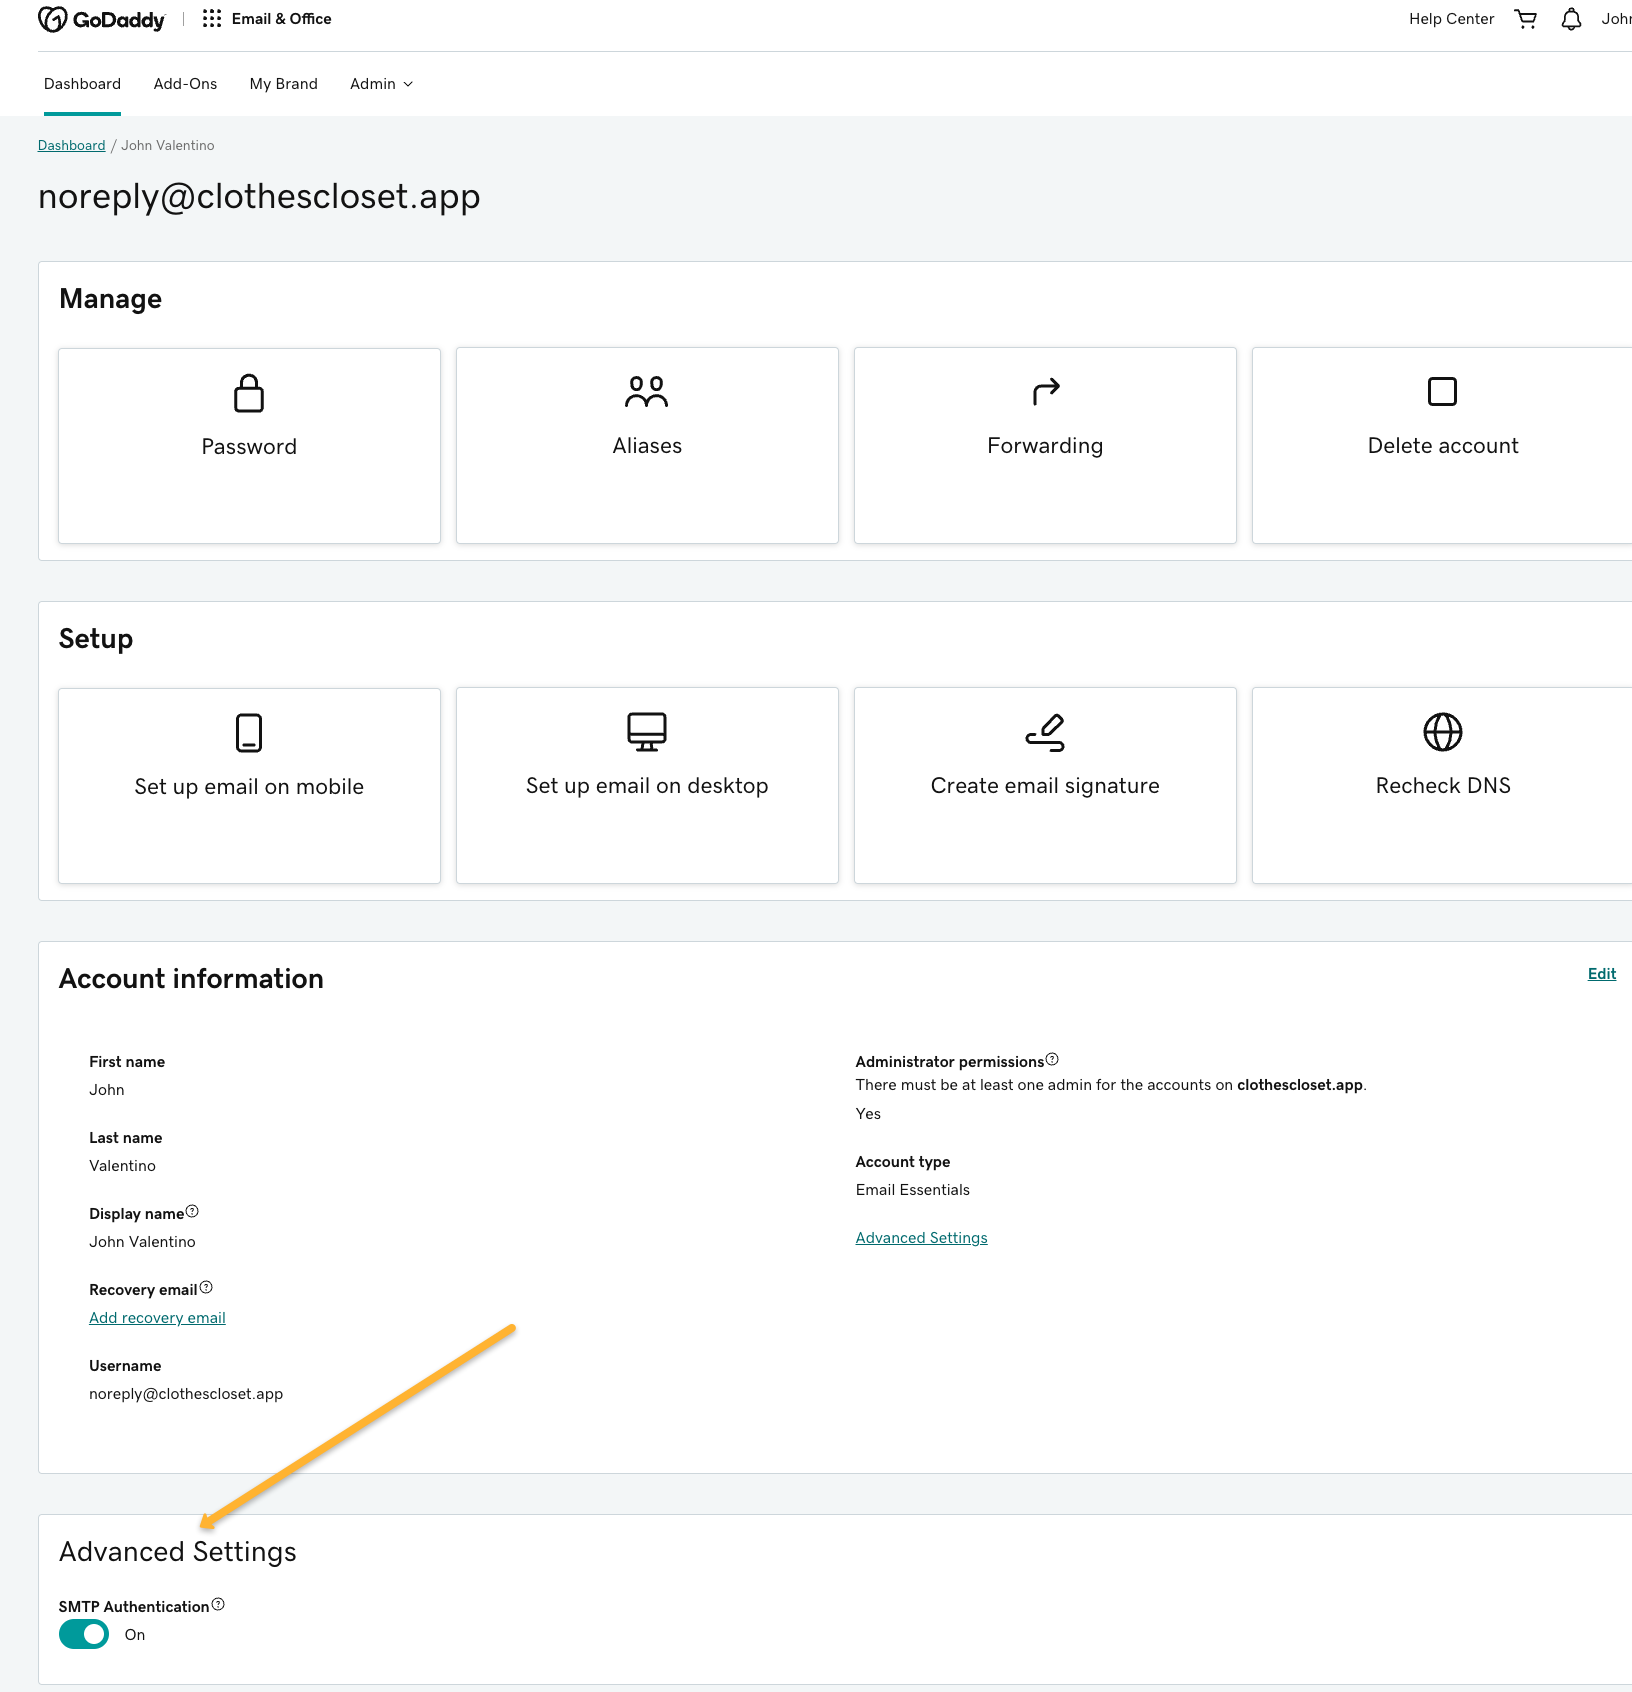 GoDaddy Email & Office Help Center
Dashboard Add-Ons My Brand Admin
Dashboard / John Valentino
noreply@clothescloset.app
Manage
Password Aliases Forwarding Delete account
Setup
Set up email on mobile Set up email on desktop Create email signature Recheck DNS
Account information Edit
First name
John
Last name
Valentino
Display name
John Valentino
Recovery email
Add recovery email
Username
noreply@clothescloset.app
Administrator permissions
There must be at least one admin for the accounts on clothescloset.app.
Yes
Account type
Email Essentials
Advanced Settings
Advanced Settings
SMTP Authentication
On